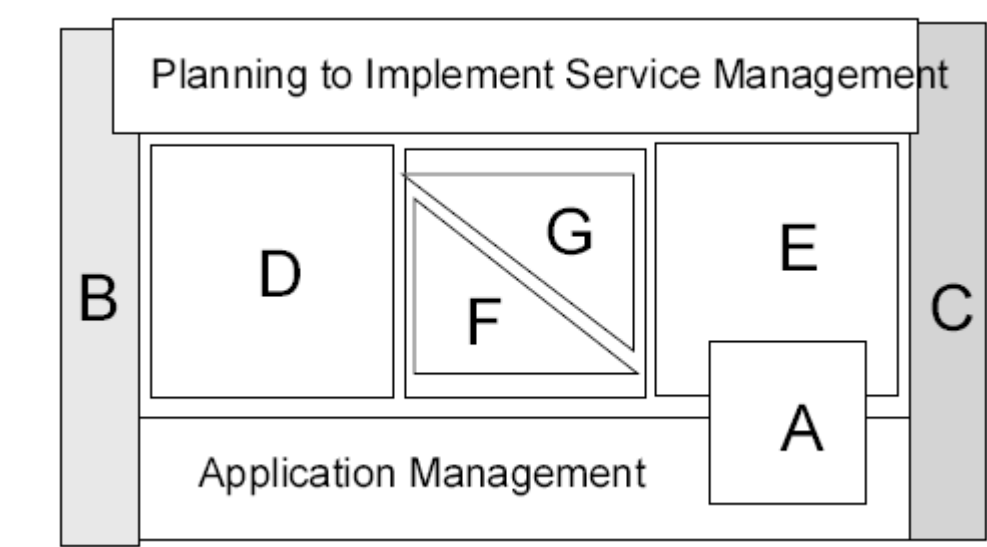 Planning to Implement Service Management
B
D
G
F
E
C
A
Application Management